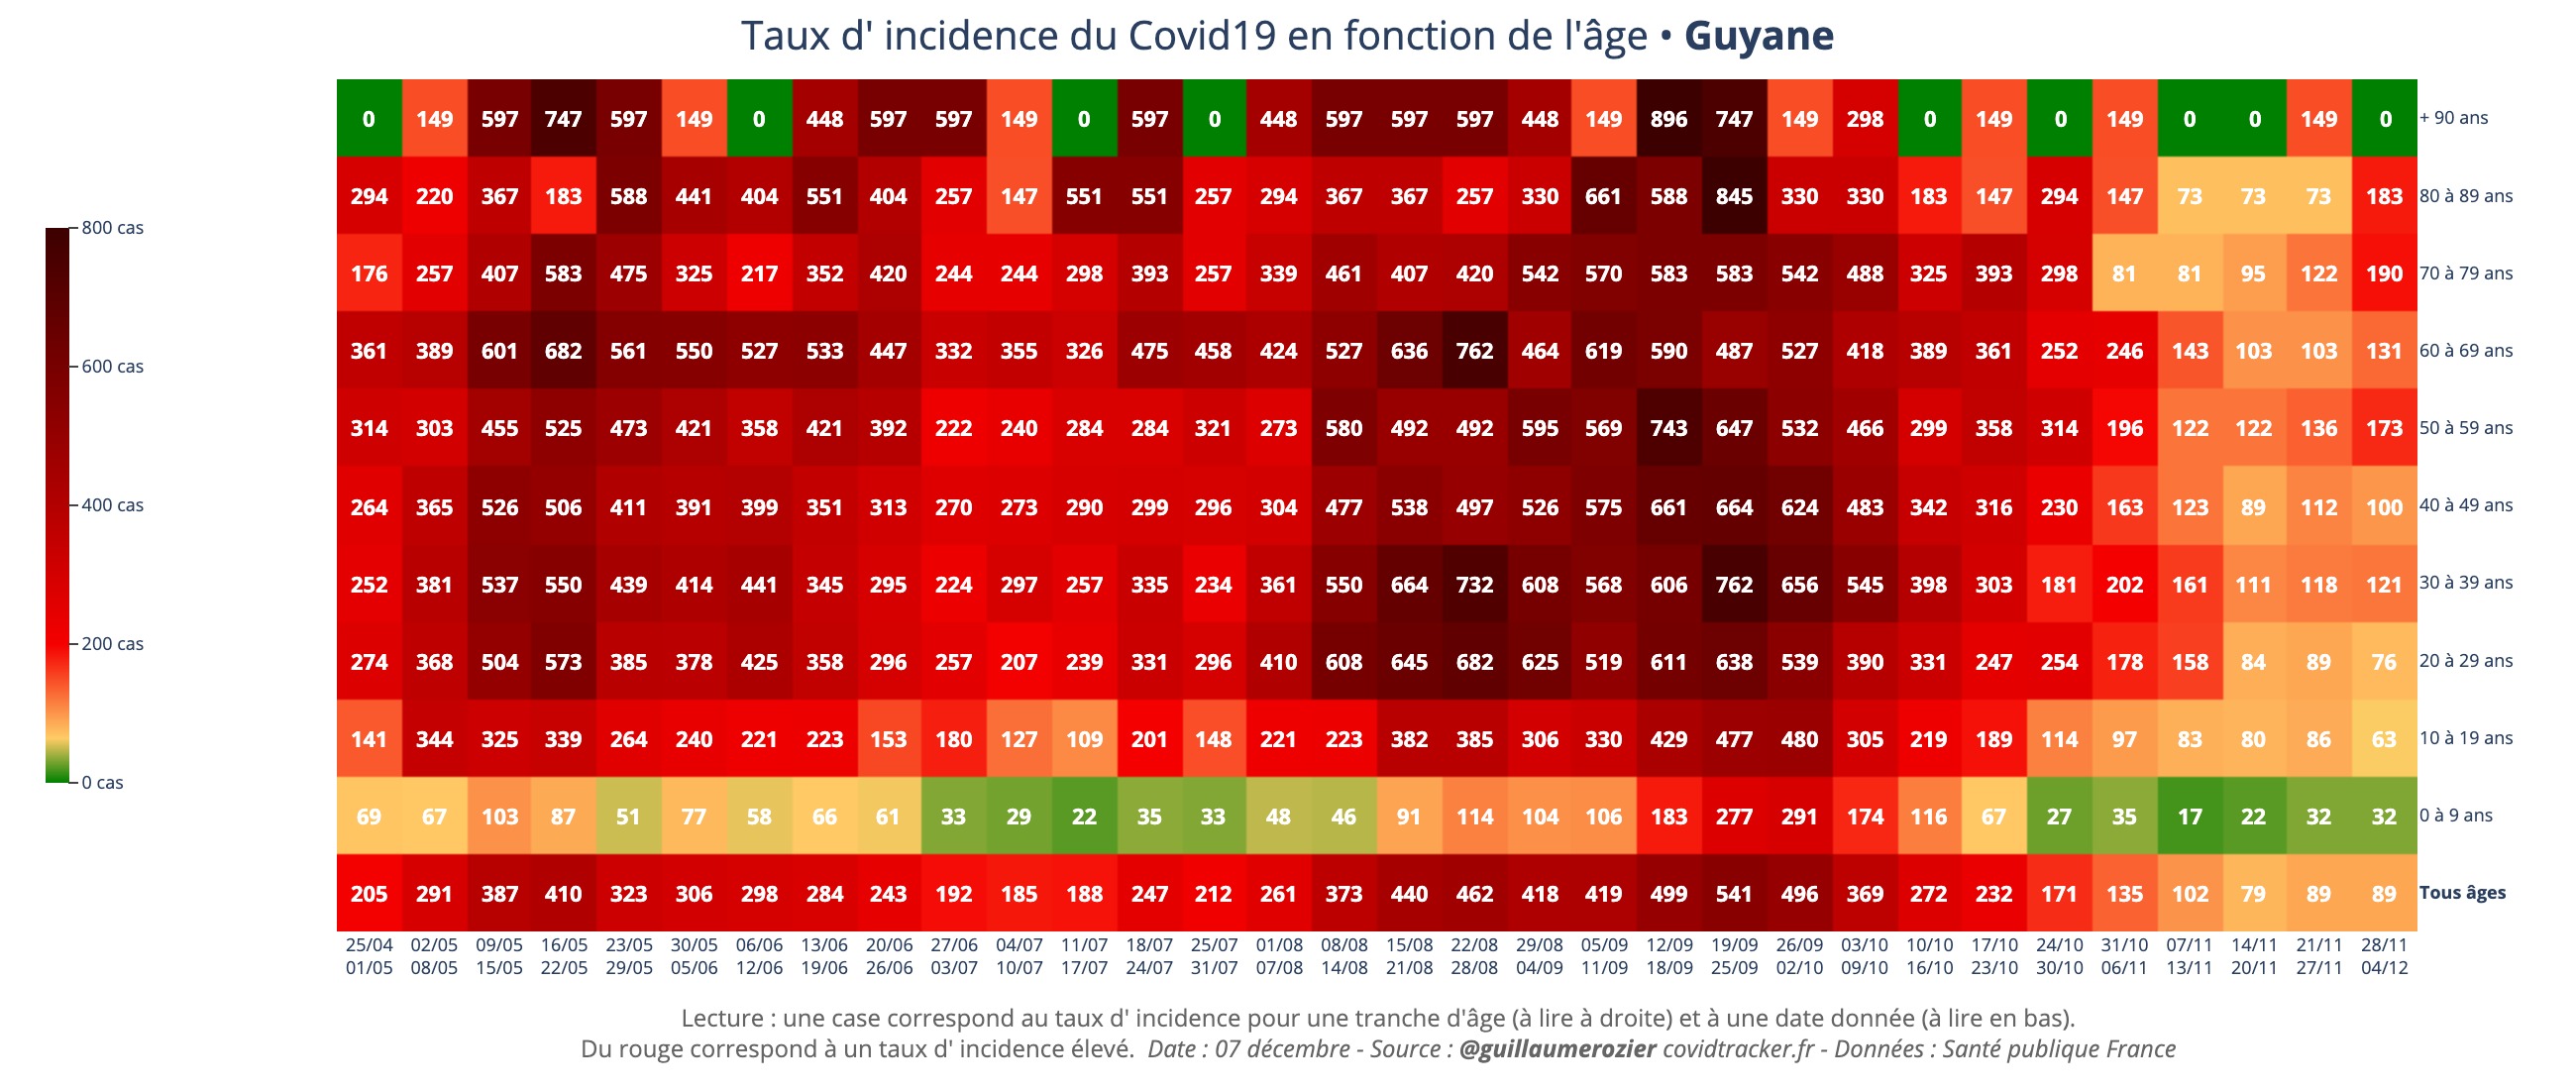 Taux d' incidence du Covid19 en fonction de l'âge • Guyane
800 cas
600 cas
400 cas
200 cas
0 cas
0 149 597 747 597 149 0 448 597 597 149 0 597 0 448 597 597 597 448 149 896 747 149 298 0 149 0 149 0 0 149 0 + 90 ans
294 220 367 183 588 441 404 551 404 257 147 551 551 257 294 367 367 257 330 661 588 845 330 330 183 147 294 147 73 73 73 183 80 à 89 ans
176 257 407 583 475 325 217 352 420 244 244 298 393 257 339 461 407 420 542 570 583 583 542 488 325 393 298 81 81 95 122 190 70 à 79 ans
361 389 601 682 561 550 527 533 447 332 355 326 475 458 424 527 636 762 464 619 590 487 527 418 389 361 252 246 143 103 103 131 60 à 69 ans
314 303 455 525 473 421 358 421 392 222 240 284 284 321 273 580 492 492 595 569 743 647 532 466 299 358 314 196 122 122 136 173 50 à 59 ans
264 365 526 506 411 391 399 351 313 270 273 290 299 296 304 477 538 497 526 575 661 664 624 483 342 316 230 163 123 89 112 100 40 à 49 ans
252 381 537 550 439 414 441 345 295 224 297 257 335 234 361 550 664 732 608 568 606 762 656 545 398 303 181 202 161 111 118 121 30 à 39 ans
274 368 504 573 385 378 425 358 296 257 207 239 331 296 410 608 645 682 625 519 611 638 539 390 331 247 254 178 158 84 89 76 20 à 29 ans
141 344 325 339 264 240 221 223 153 180 127 109 201 148 221 223 382 385 306 330 429 477 480 305 219 189 114 97 83 80 86 63 10 à 19 ans
69 67 103 87 51 77 58 66 61 33 29 22 35 33 48 46 91 114 104 106 183 277 291 174 116 67 27 35 17 22 32 32 0 à 9 ans
205 291 387 410 323 306 298 284 243 192 185 188 247 212 261 373 440 462 418 419 499 541 496 369 272 232 171 135 102 79 89 89 Tous âges
25/04 02/05 09/05 16/05 23/05 30/05 06/06 13/06 20/06 27/06 04/07 11/07 18/07 25/07 01/08 08/08 15/08 22/08 29/08 05/09 12/09 19/09 26/09 03/10 10/10 17/10 24/10 31/10 07/11 14/11 21/11 28/11
01/05 08/05 15/05 22/05 29/05 05/06 12/06 19/06 26/06 03/07 10/07 17/07 24/07 31/07 07/08 14/08 21/08 28/08 04/09 11/09 18/09 25/09 02/10 09/10 16/10 23/10 30/10 06/11 13/11 20/11 27/11 04/12
Lecture : une case correspond au taux d' incidence pour une tranche d'âge (à lire à droite) et à une date donnée (à lire en bas).
Du rouge correspond à un taux d' incidence élevé. Date : 07 décembre - Source : @guillaumerozier covidtracker.fr - Données : Santé publique France